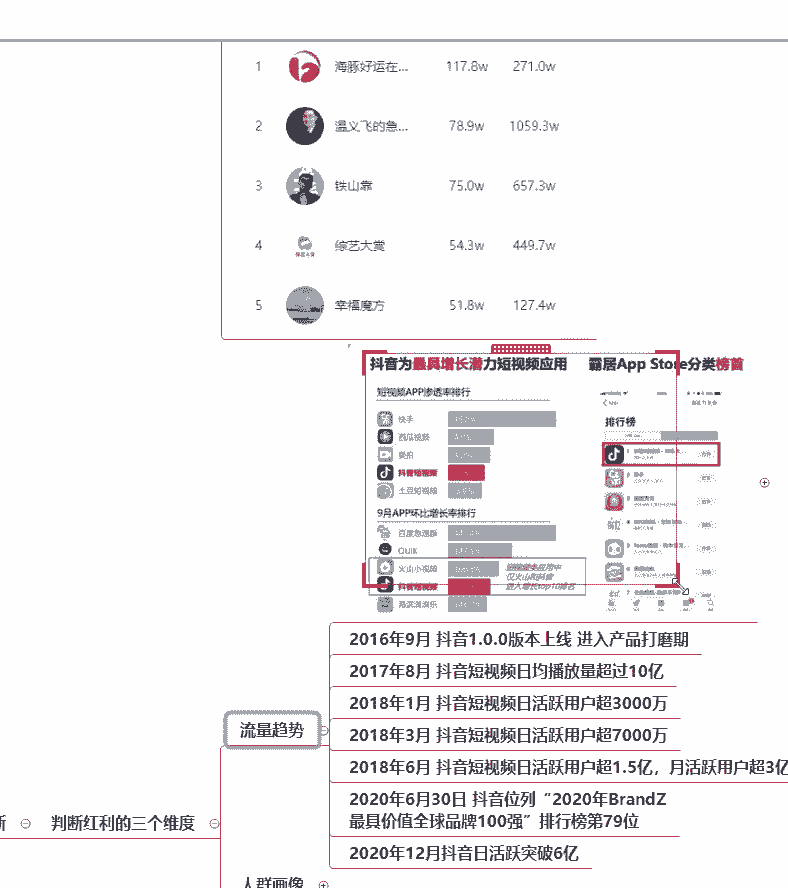 1 海豚好运在... 117.8w 271.0w
2 温义飞的急... 78.9w 1059.3w
3 铁山靠 75.0w 657.3w
4 综艺大赏 54.3w 449.7w
5 幸福魔方 51.8w 127.4w
抖音为最具增长潜力短视频应用 霸居App Store分类榜首
短视频APP渗透率排行
快手
西瓜视频
抖音短视频
土豆短视频
9月APP环比增长率排行
QUIK
火山小视频
抖音短视频
排行榜
2016年9月 抖音1.0.0版本上线 进入产品打磨期
2017年8月 抖音短视频日均播放量超过10亿
2018年1月 抖音短视频日活跃用户超3000万
2018年3月 抖音短视频日活跃用户超7000万
2018年6月 抖音短视频日活跃用户超1.5亿，月活跃用户超3亿
2020年6月30日 抖音位列“2020年BrandZ
最具价值全球品牌100强”排行榜第79位
2020年12月抖音日活跃突破6亿
流量趋势
判断红利的三个维度
人群画像